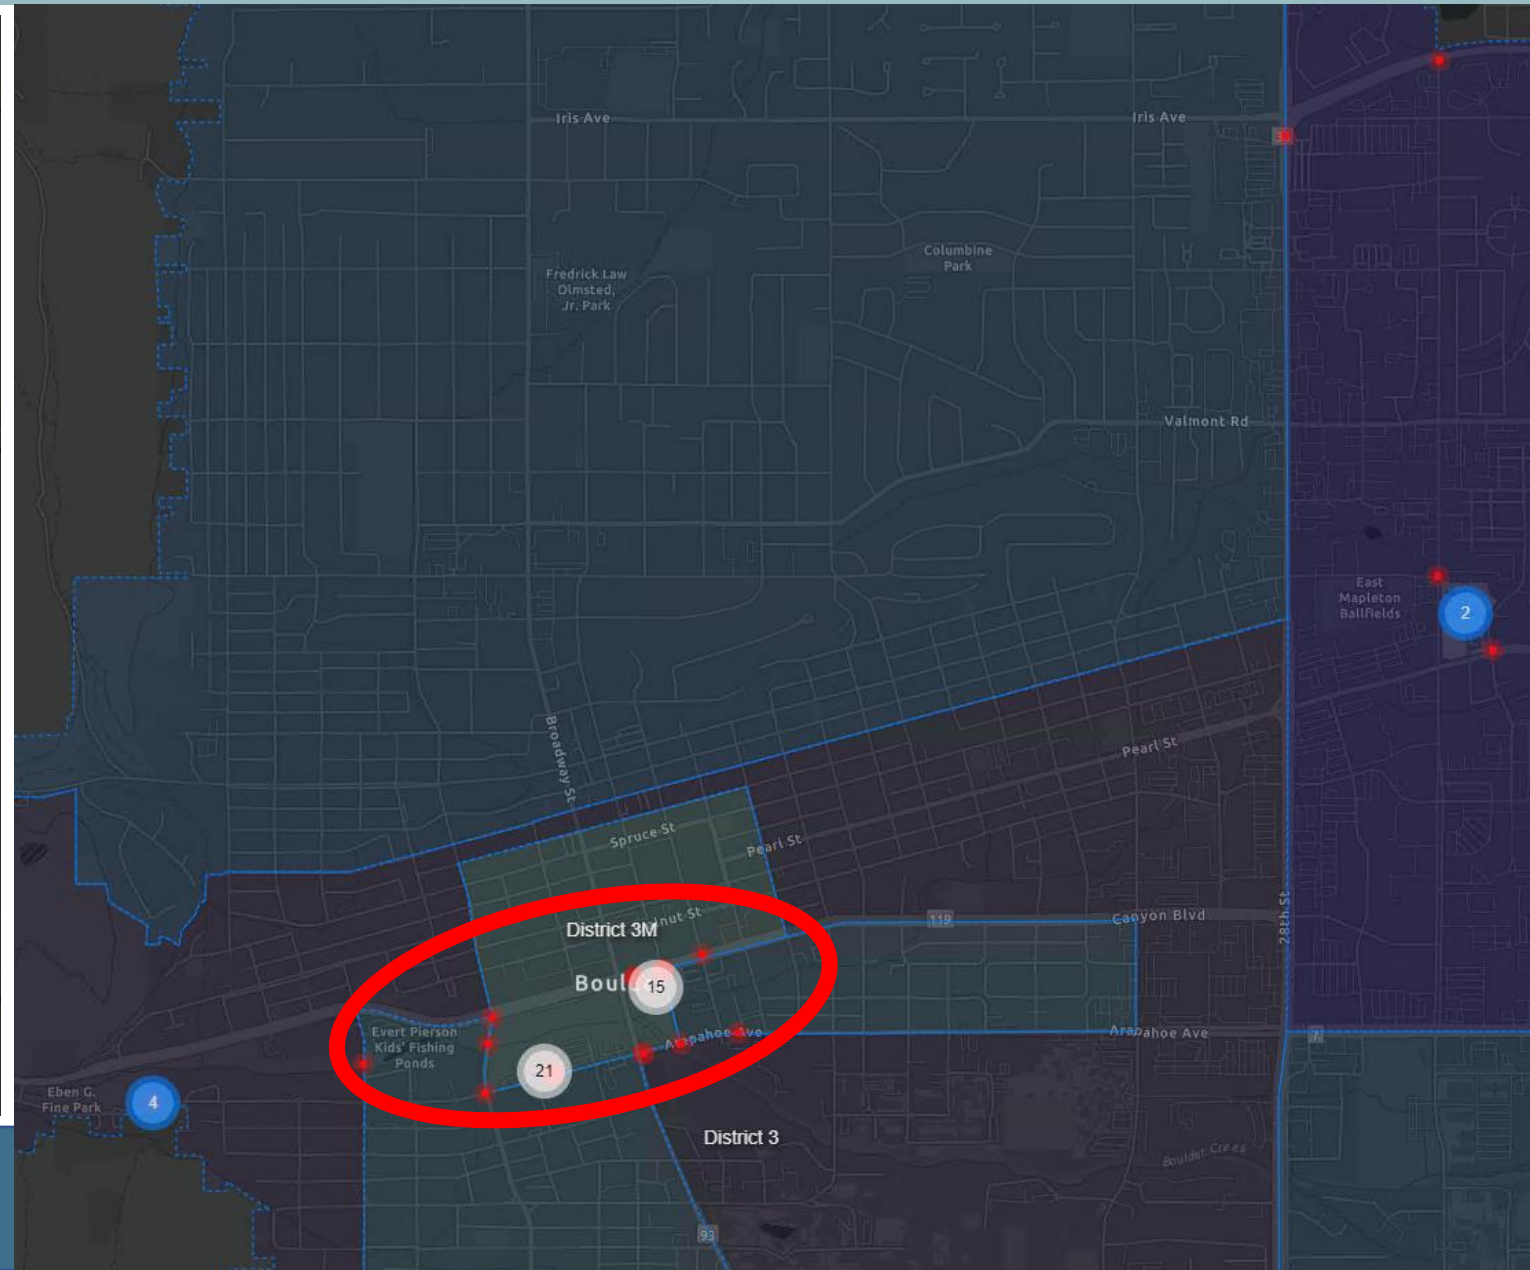 Iris Ave
Iris Ave
Columbine
Park
Fredrick Law
Olmsted,
Jr. Park
Valmont Rd
East
Mapleton
Ballfields
2
Broadway St
Pearl St
Spruce St
Pearl St
District 3M
119
Canyon Blvd
28th St
15
Evert Pierson
Kids' Fishing
Ponds
Arapahoe Ave
Arapahoe Ave
7
21
Eben G.
Fine Park
4
District 3
Boulder Creek
93